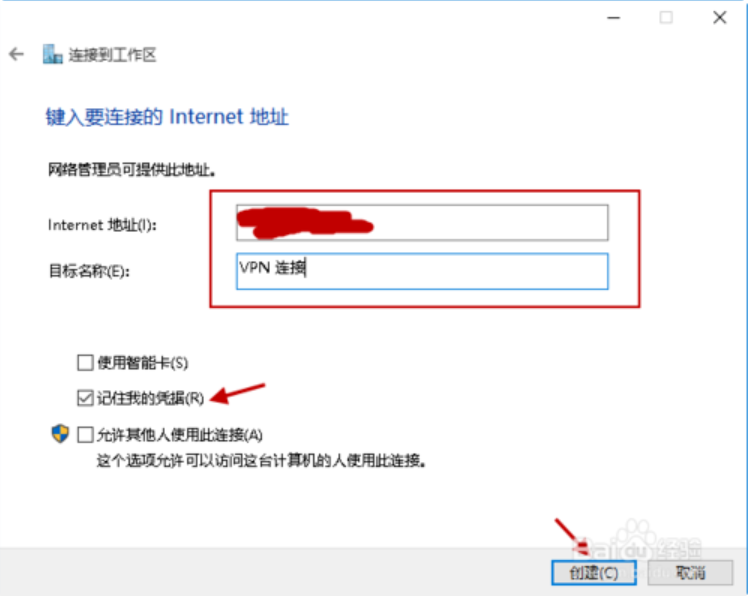 连接到工作区
键入要连接的 Internet 地址
网络管理员可提供此地址。
Internet 地址(I):
目标名称(E):
VPN 连接
使用智能卡(S)
记住我的凭据(R)
允许其他人使用此连接(A)
这个选项允许可以访问这台计算机的人使用此连接。
Baidu 经验
创建(C)
取消